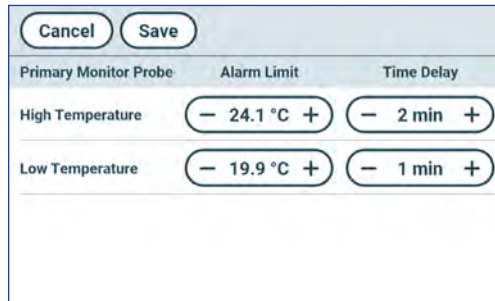 Cancel Save
Primary Monitor Probe Alarm Limit Time Delay
High Temperature − 24.1 °C + − 2 min +
Low Temperature − 19.9 °C + − 1 min +